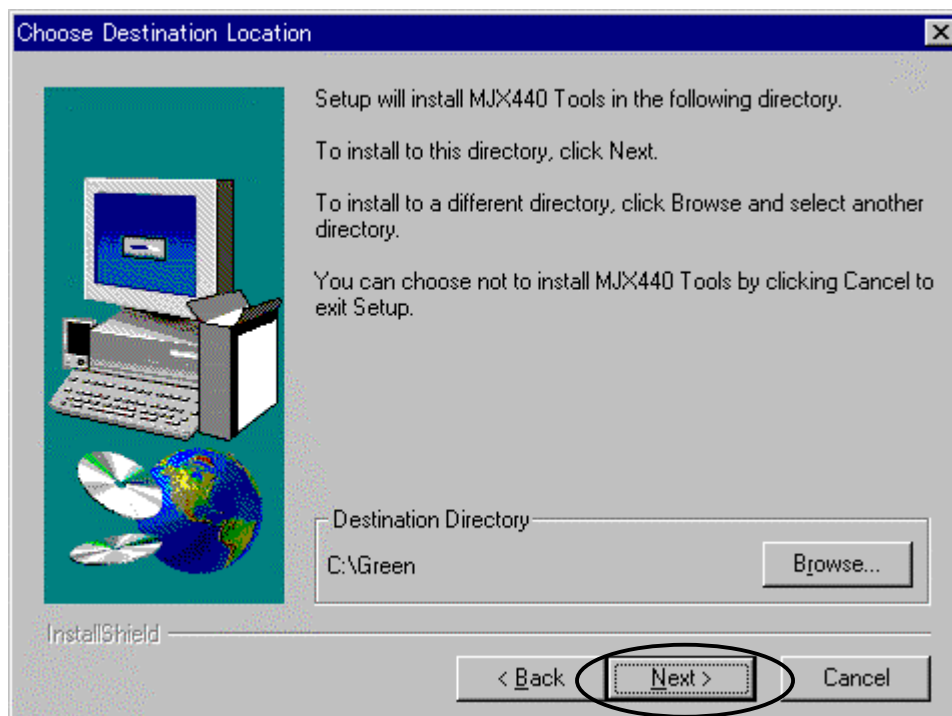 Choose Destination Location
Setup will install MJX440 Tools in the following directory.
To install to this directory, click Next.
To install to a different directory, click Browse and select another
directory.
You can choose not to install MJX440 Tools by clicking Cancel to
exit Setup.
Destination Directory
C:\Green
Browse...
InstallShield
< Back
Next >
Cancel